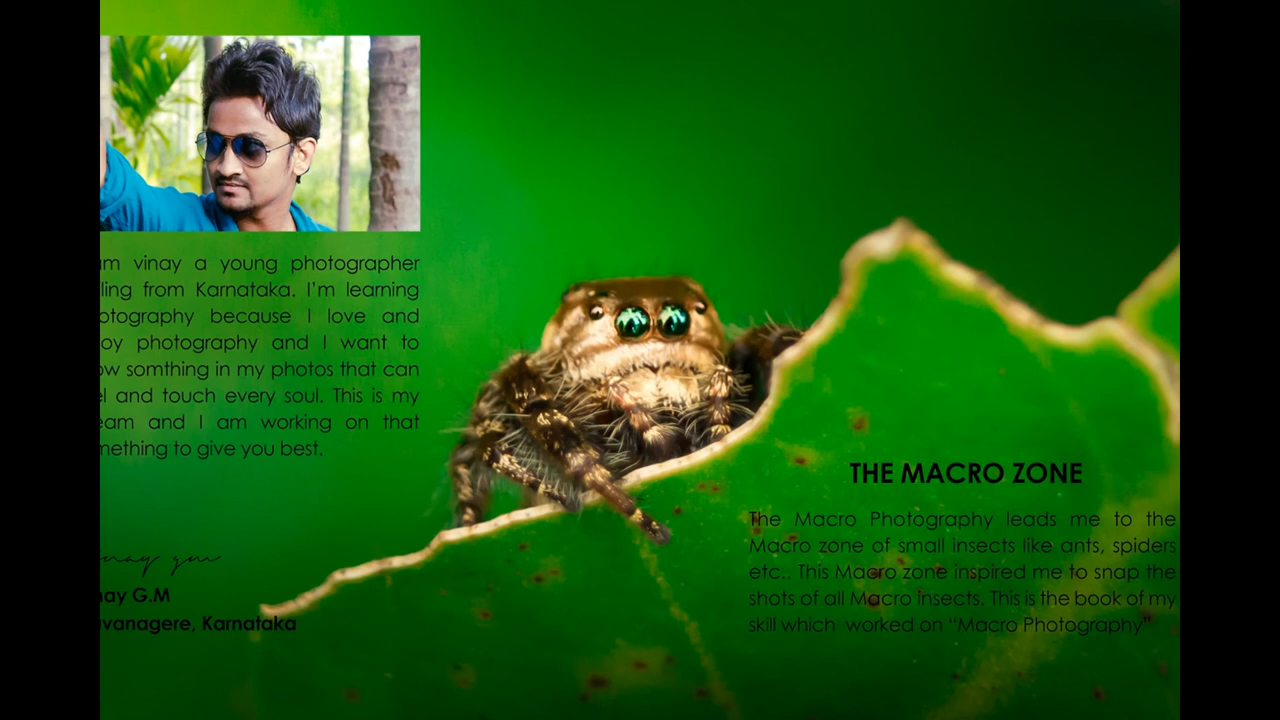 am vinay a young photographer
ling from Karnataka. I'm learning
otography because I love and
oy photography and I want to
ow somthing in my photos that can
el and touch every soul. This is my
eam and I am working on that
mething to give you best.
nay gm
nay G.M
avanagere, Karnataka
THE MACRO ZONE
The Macro Photography leads me to the
Macro zone of small insects like ants, spiders
etc.. This Macro zone inspired me to snap the
shots of all Macro insects. This is the book of my
skill which worked on “Macro Photography”